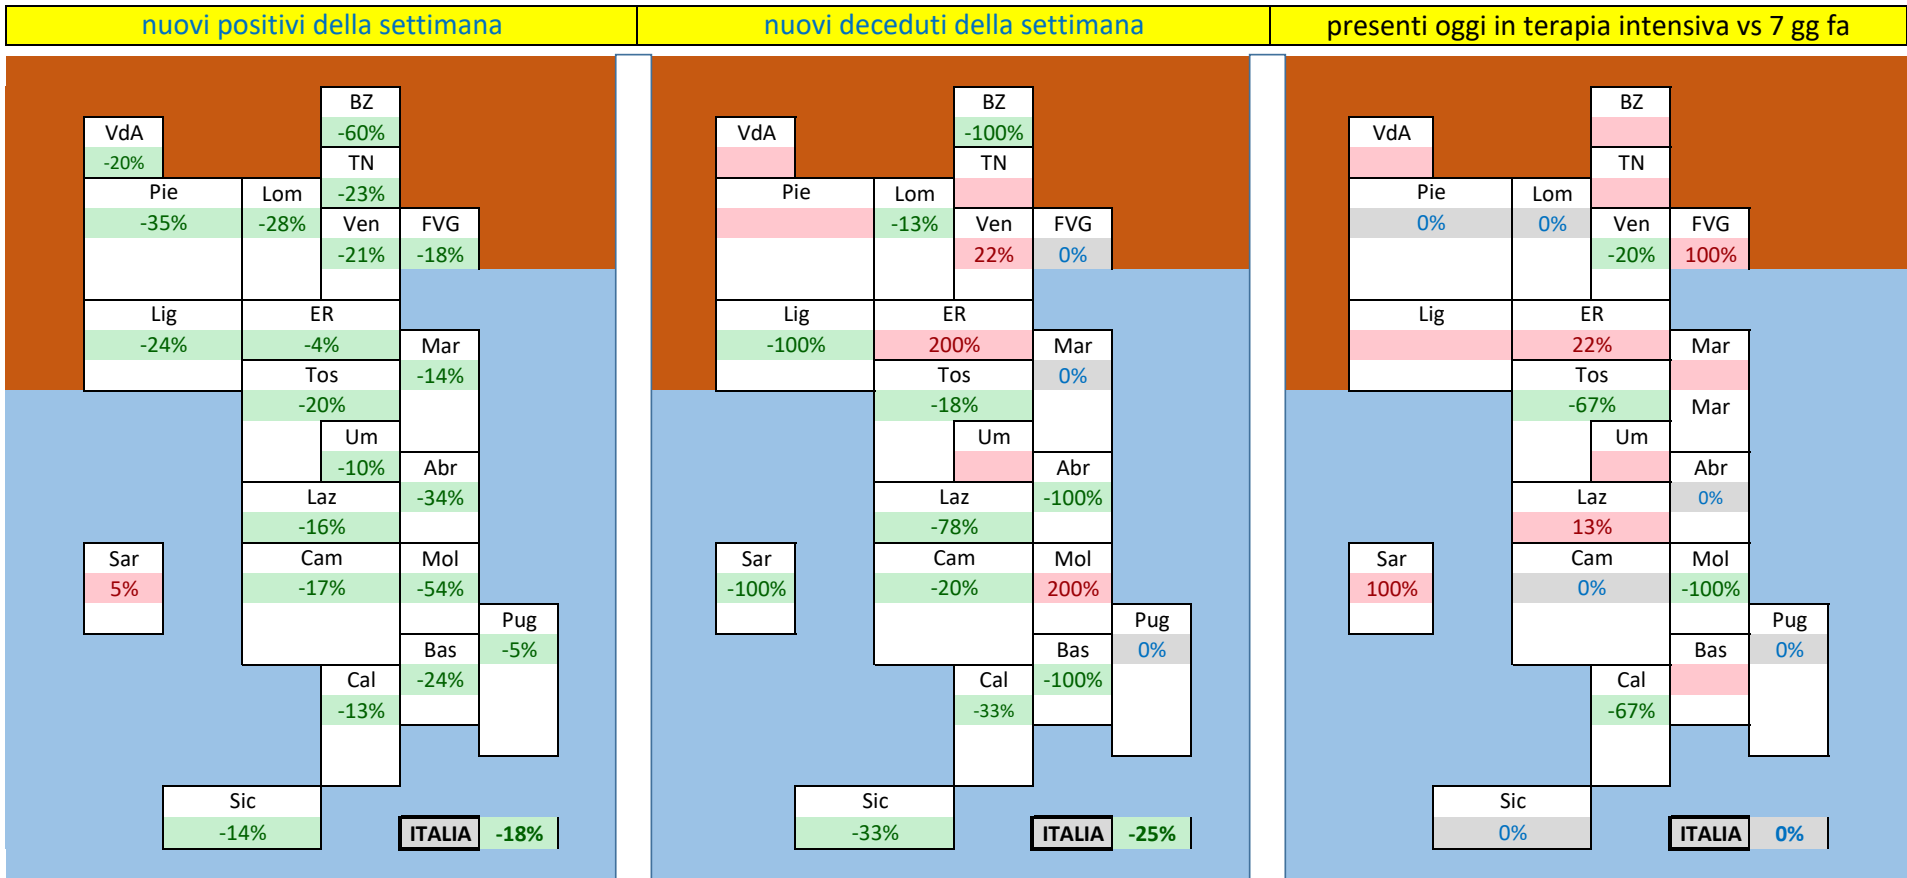 nuovi positivi della settimana
BZ
-60%
VdA
-20%
TN
-23%
Pie
-35%
Lom
-28%
Ven
-21%
FVG
-18%
Lig
-24%
ER
-4%
Mar
-14%
Tos
-20%
Um
-10%
Abr
-34%
Laz
-16%
Sar
5%
Cam
-17%
Mol
-54%
Pug
-5%
Bas
-24%
Cal
-13%
Sic
-14%
ITALIA -18%
nuovi deceduti della settimana
BZ
-100%
VdA
TN
Pie
Lom
-13%
Ven
22%
FVG
0%
Lig
-100%
ER
200%
Mar
0%
Tos
-18%
Um
Abr
-100%
Laz
-78%
Sar
-100%
Cam
-20%
Mol
200%
Pug
0%
Bas
-100%
Cal
-33%
Sic
-33%
ITALIA -25%
presenti oggi in terapia intensiva vs 7 gg fa
BZ
VdA
TN
Pie
0%
Lom
0%
Ven
-20%
FVG
100%
Lig
ER
22%
Mar
Tos
-67%
Mar
Um
Abr
0%
Laz
13%
Sar
100%
Cam
0%
Mol
-100%
Pug
0%
Bas
Cal
-67%
Sic
0%
ITALIA 0%